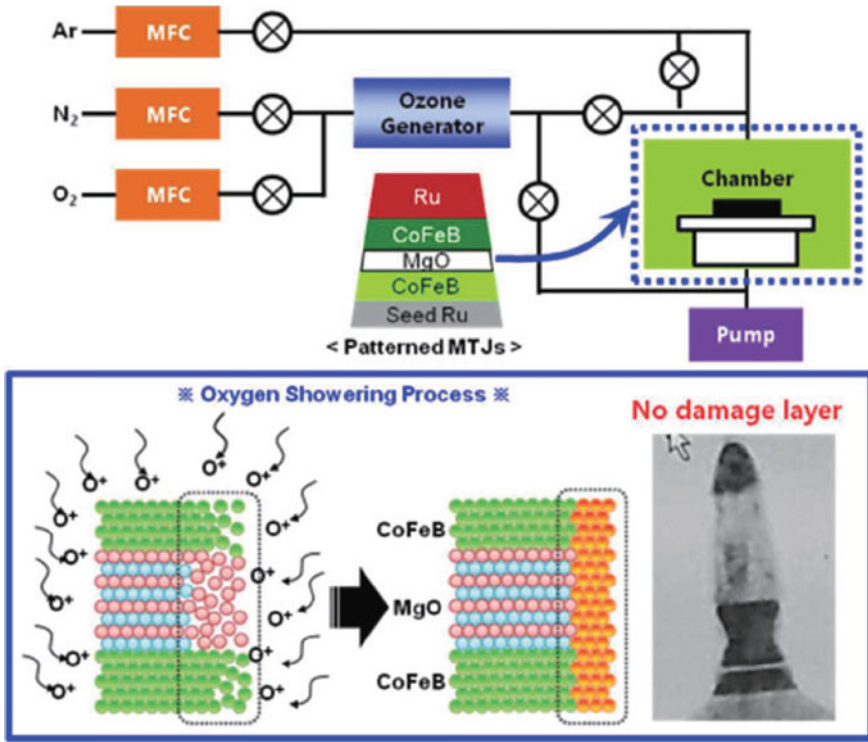 Ar
MFC
N₂
MFC
Ozone
Generator
O₂
MFC
Chamber
Ru
CoFeB
MgO
CoFeB
Seed Ru
< Patterned MTJs >
Pump
※ Oxygen Showering Process ※
No damage layer
O⁺
O⁺
O⁺
O⁺
O⁺
O⁺
O⁺
O⁺
O⁺
O⁺
O⁺
O⁺
O⁺
CoFeB
MgO
CoFeB